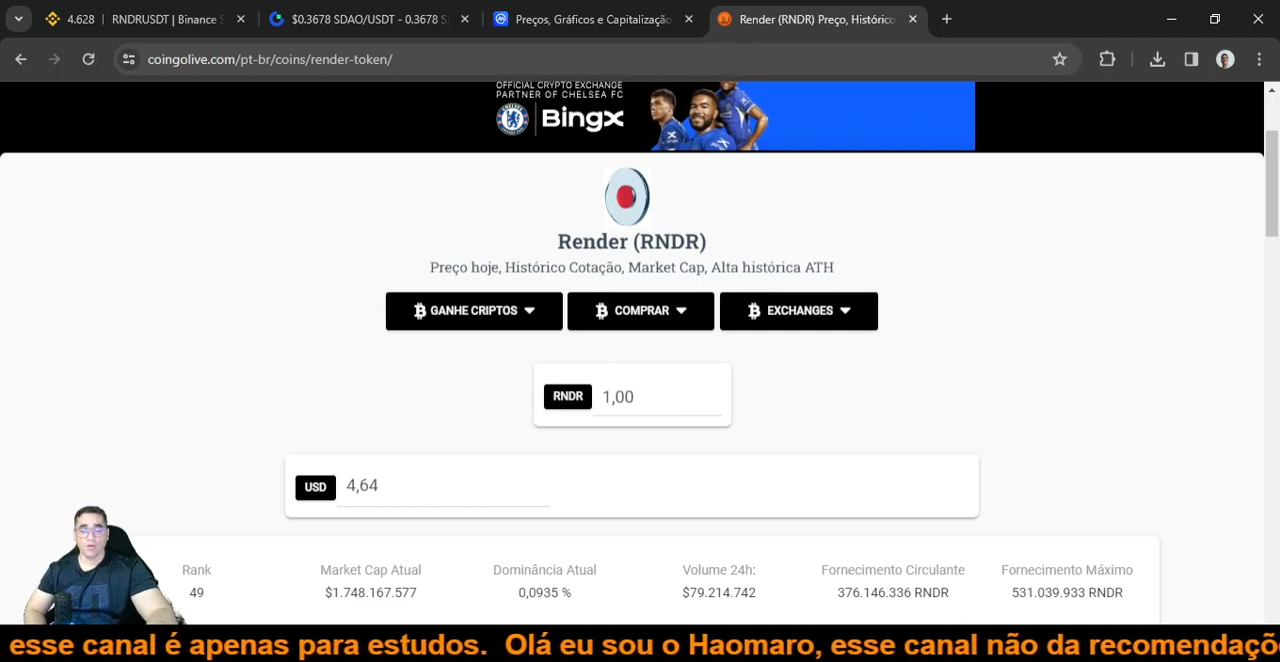 4.628 | RNDRUSDT | Binance S
$0.3678 SDAO/USDT - 0.3678 S
Preços, Gráficos e Capitalização
Render (RNDR) Preço, Histórico
coingolive.com/pt-br/coins/render-token/
OFFICIAL CRYPTO EXCHANGE
PARTNER OF CHELSEA FC
BingX
Render (RNDR)
Preço hoje, Histórico Cotação, Market Cap, Alta histórica ATH
GANHE CRIPTOS
COMPRAR
EXCHANGES
RNDR 1,00
USD 4,64
Rank
49
Market Cap Atual
$1.748.167.577
Dominância Atual
0,0935 %
Volume 24h:
$79.214.742
Fornecimento Circulante
376.146.336 RNDR
Fornecimento Máximo
531.039.933 RNDR
esse canal é apenas para estudos. Olá eu sou o Haomaro, esse canal não da recomendaçõ